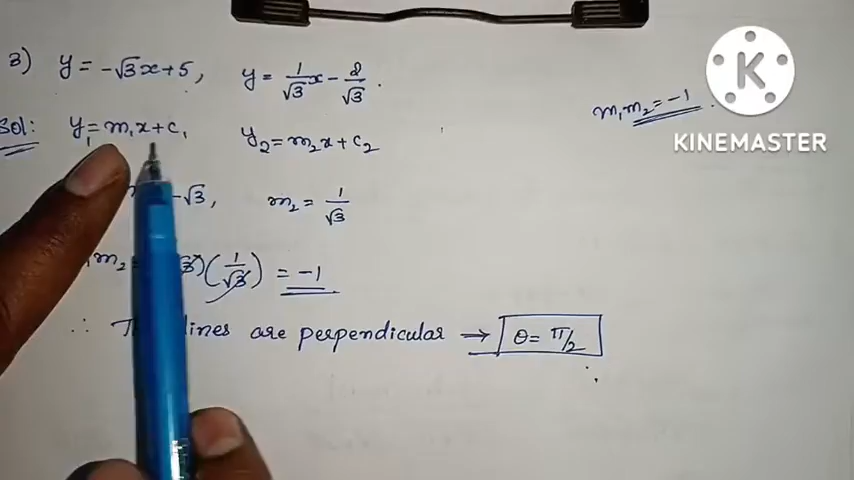 3) y = -√3x+5, y = 1/√3 x - 2/√3.
Sol: y₁ = m₁x+c₁ y₂ = m₂x+c₂
m₁m₂ = -1.
-√3, m₂ = 1/√3
m₂ (1/√3) = -1
∴ lines are perpendicular → θ = π/2
K
KINEMASTER